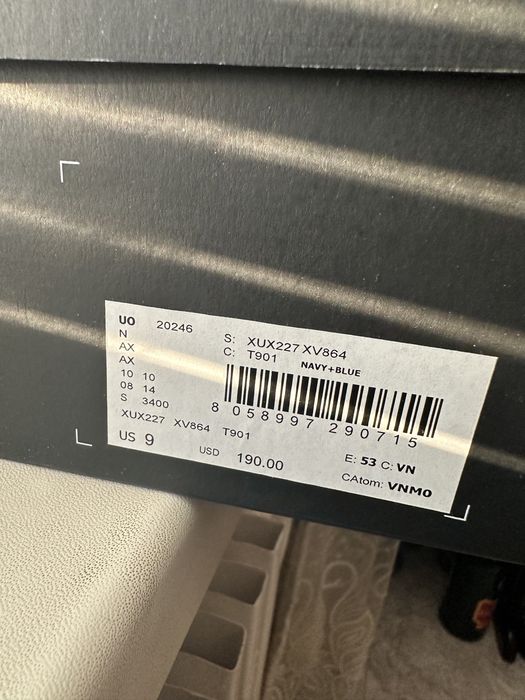 UO 20246
N
AX
AX
10 10
08 14
S 3400
S: XUX227 XV864
C: T901 NAVY+BLUE
8 058997 290715
XUX227 XV864 T901
US 9 USD 190.00
E: 53 C: VN
CAtom: VNM0